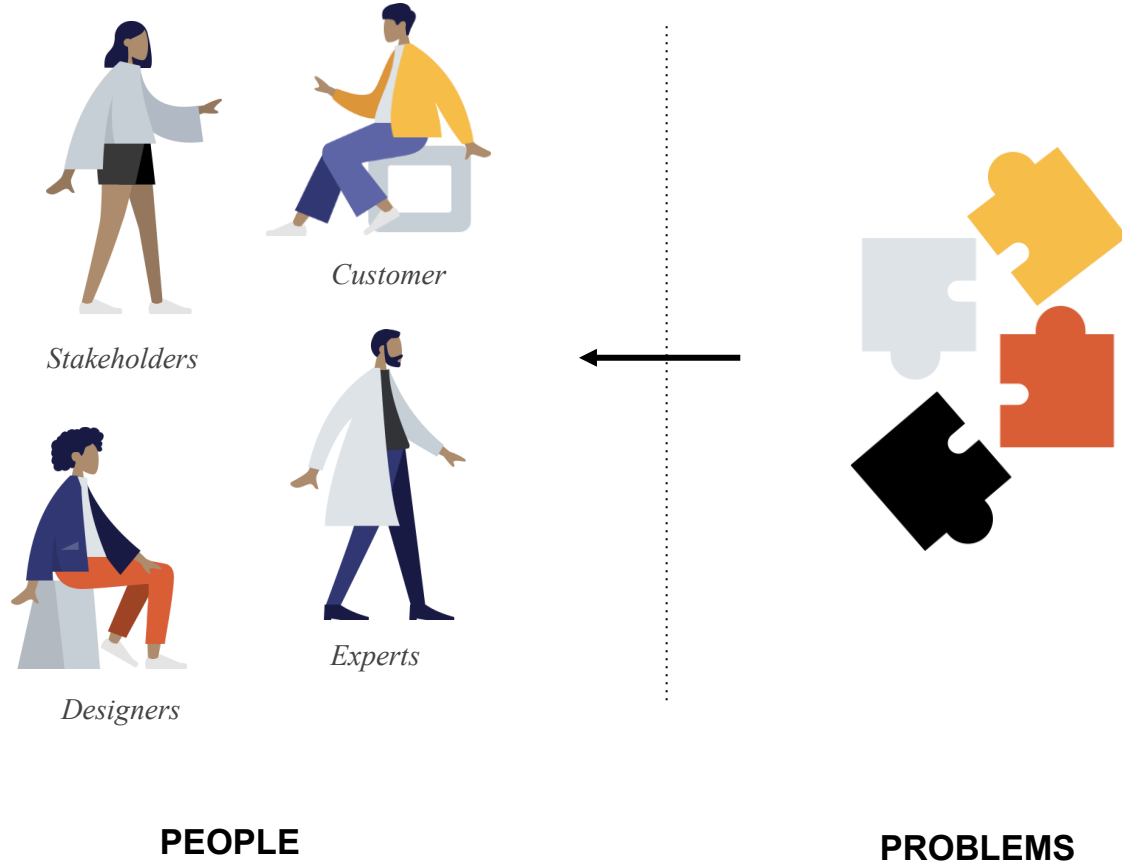 Customer
Stakeholders
Experts
Designers
PEOPLE
PROBLEMS